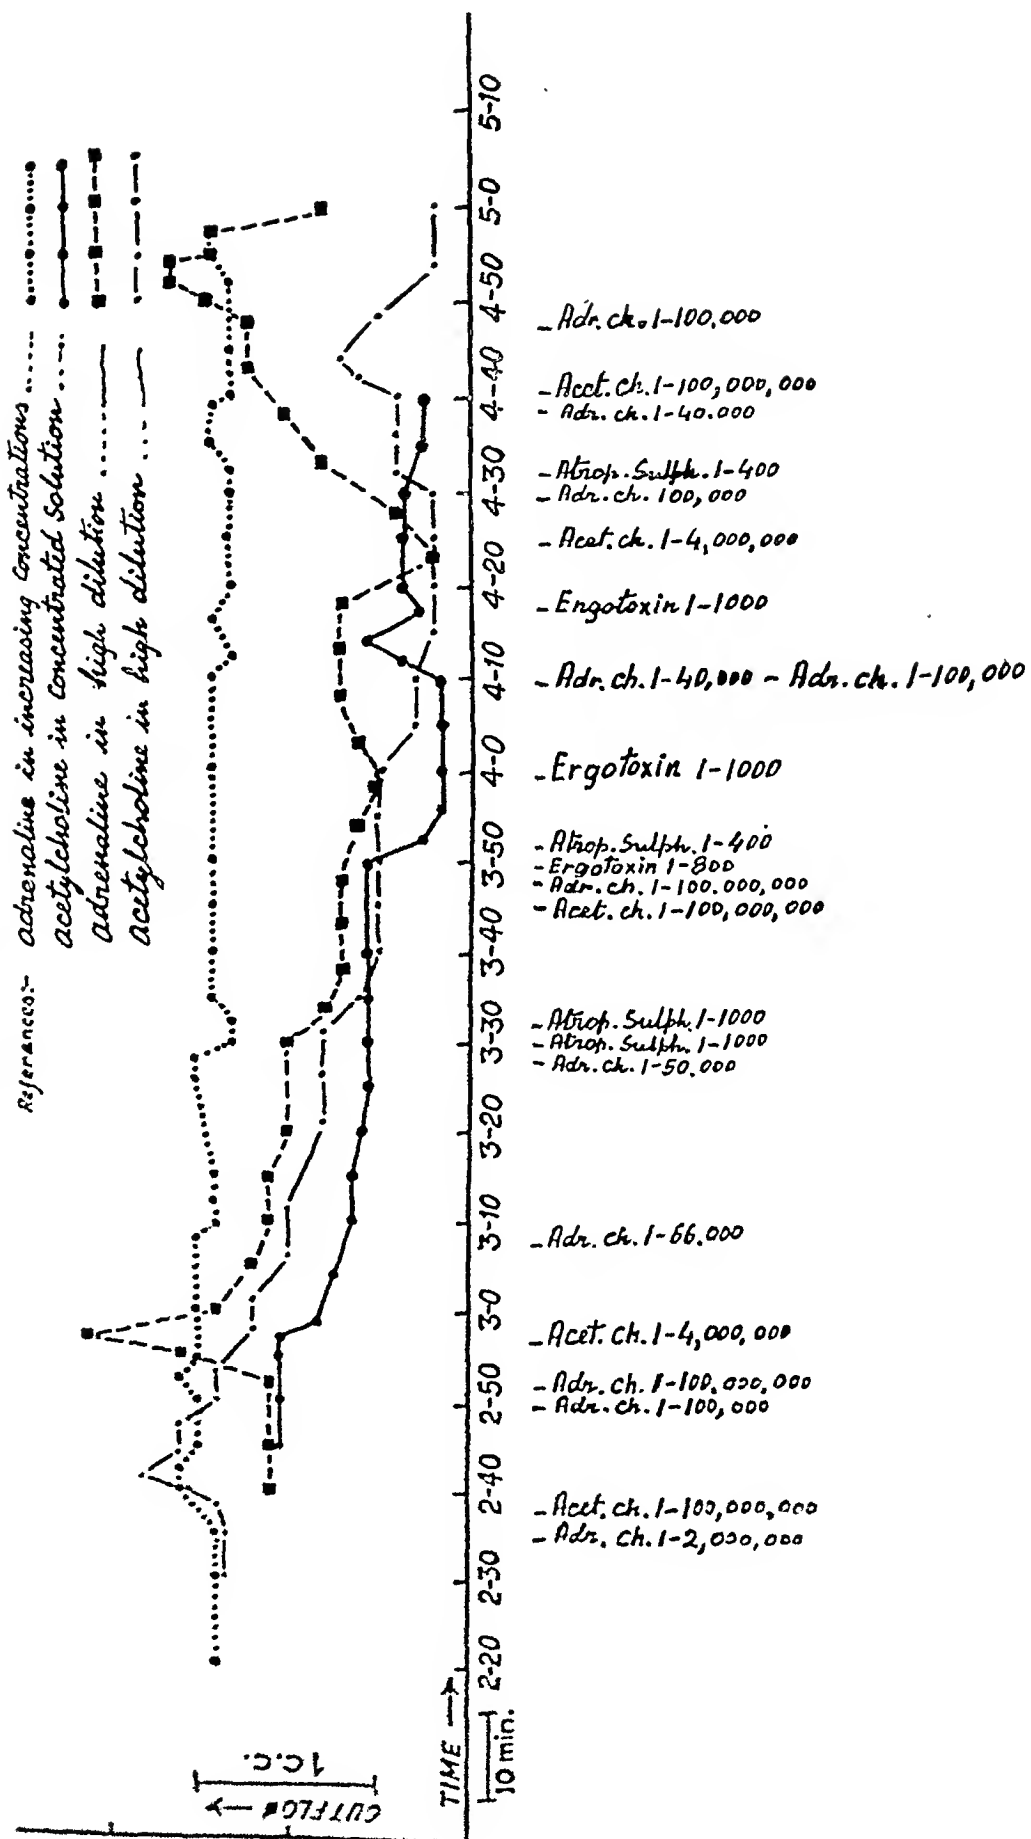 References:- adrenaline in increasing concentrations
acetylcholine in concentrated solution
adrenaline in high dilution
acetylcholine in high dilution
OUTFLOW →
1 C.C.
TIME →
10 min.
2-20
2-30
2-40
2-50
3-0
3-10
3-20
3-30
3-40
3-50
4-0
4-10
4-20
4-30
4-40
4-50
5-0
5-10
- Adr. ch. 1-100,000
- Acet. ch. 1-100,000,000
- Adr. ch. 1-40.000
- Atrop. Sulph. 1-400
- Adr. ch. 100,000
- Acet. ch. 1-4,000,000
- Ergotoxin 1-1000
- Adr. ch. 1-40,000 - Adr. ch. 1-100,000
- Ergotoxin 1-1000
- Atrop. Sulph. 1-400
- Ergotoxin 1-800
- Adr. ch. 1-100.000,000
- Acet. ch. 1-100,000,000
- Atrop. Sulph. 1-1000
- Atrop. Sulph. 1-1000
- Adr. ch. 1-50.000
- Adr. ch. 1-66.000
- Acet. ch. 1-4,000,000
- Adr. ch. 1-100,000,000
- Adr. ch. 1-100,000
- Acet. ch. 1-100,000,000
- Adr. ch. 1-2,000,000